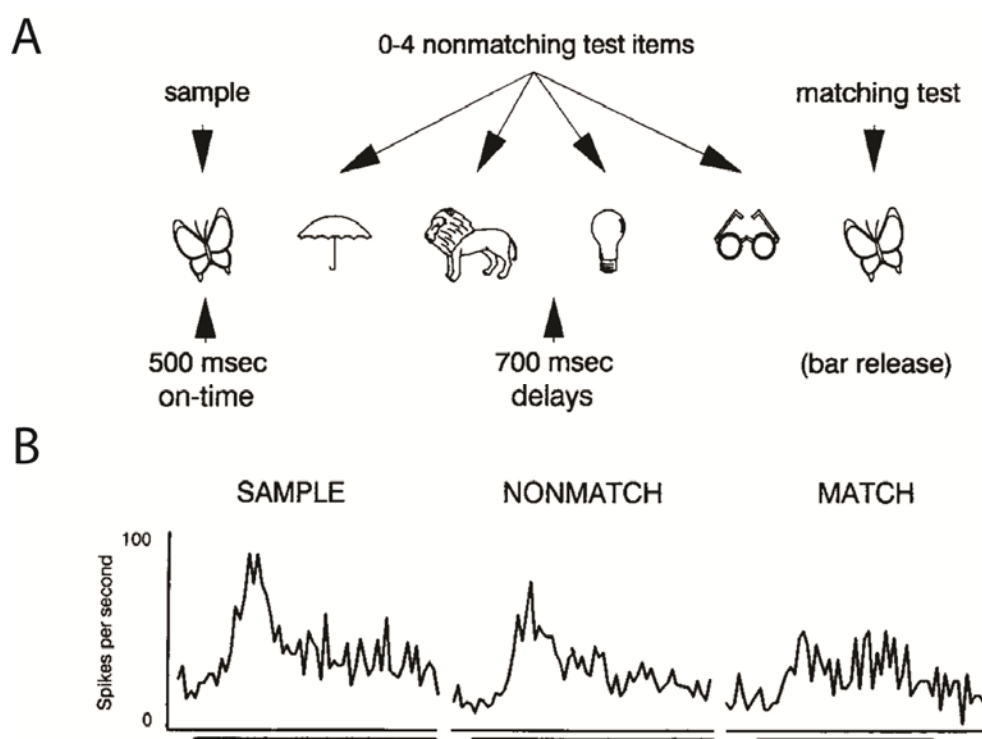 A
0-4 nonmatching test items
sample
matching test
500 msec
on-time
700 msec
delays
(bar release)
B
SAMPLE
NONMATCH
MATCH
100
Spikes per second
0